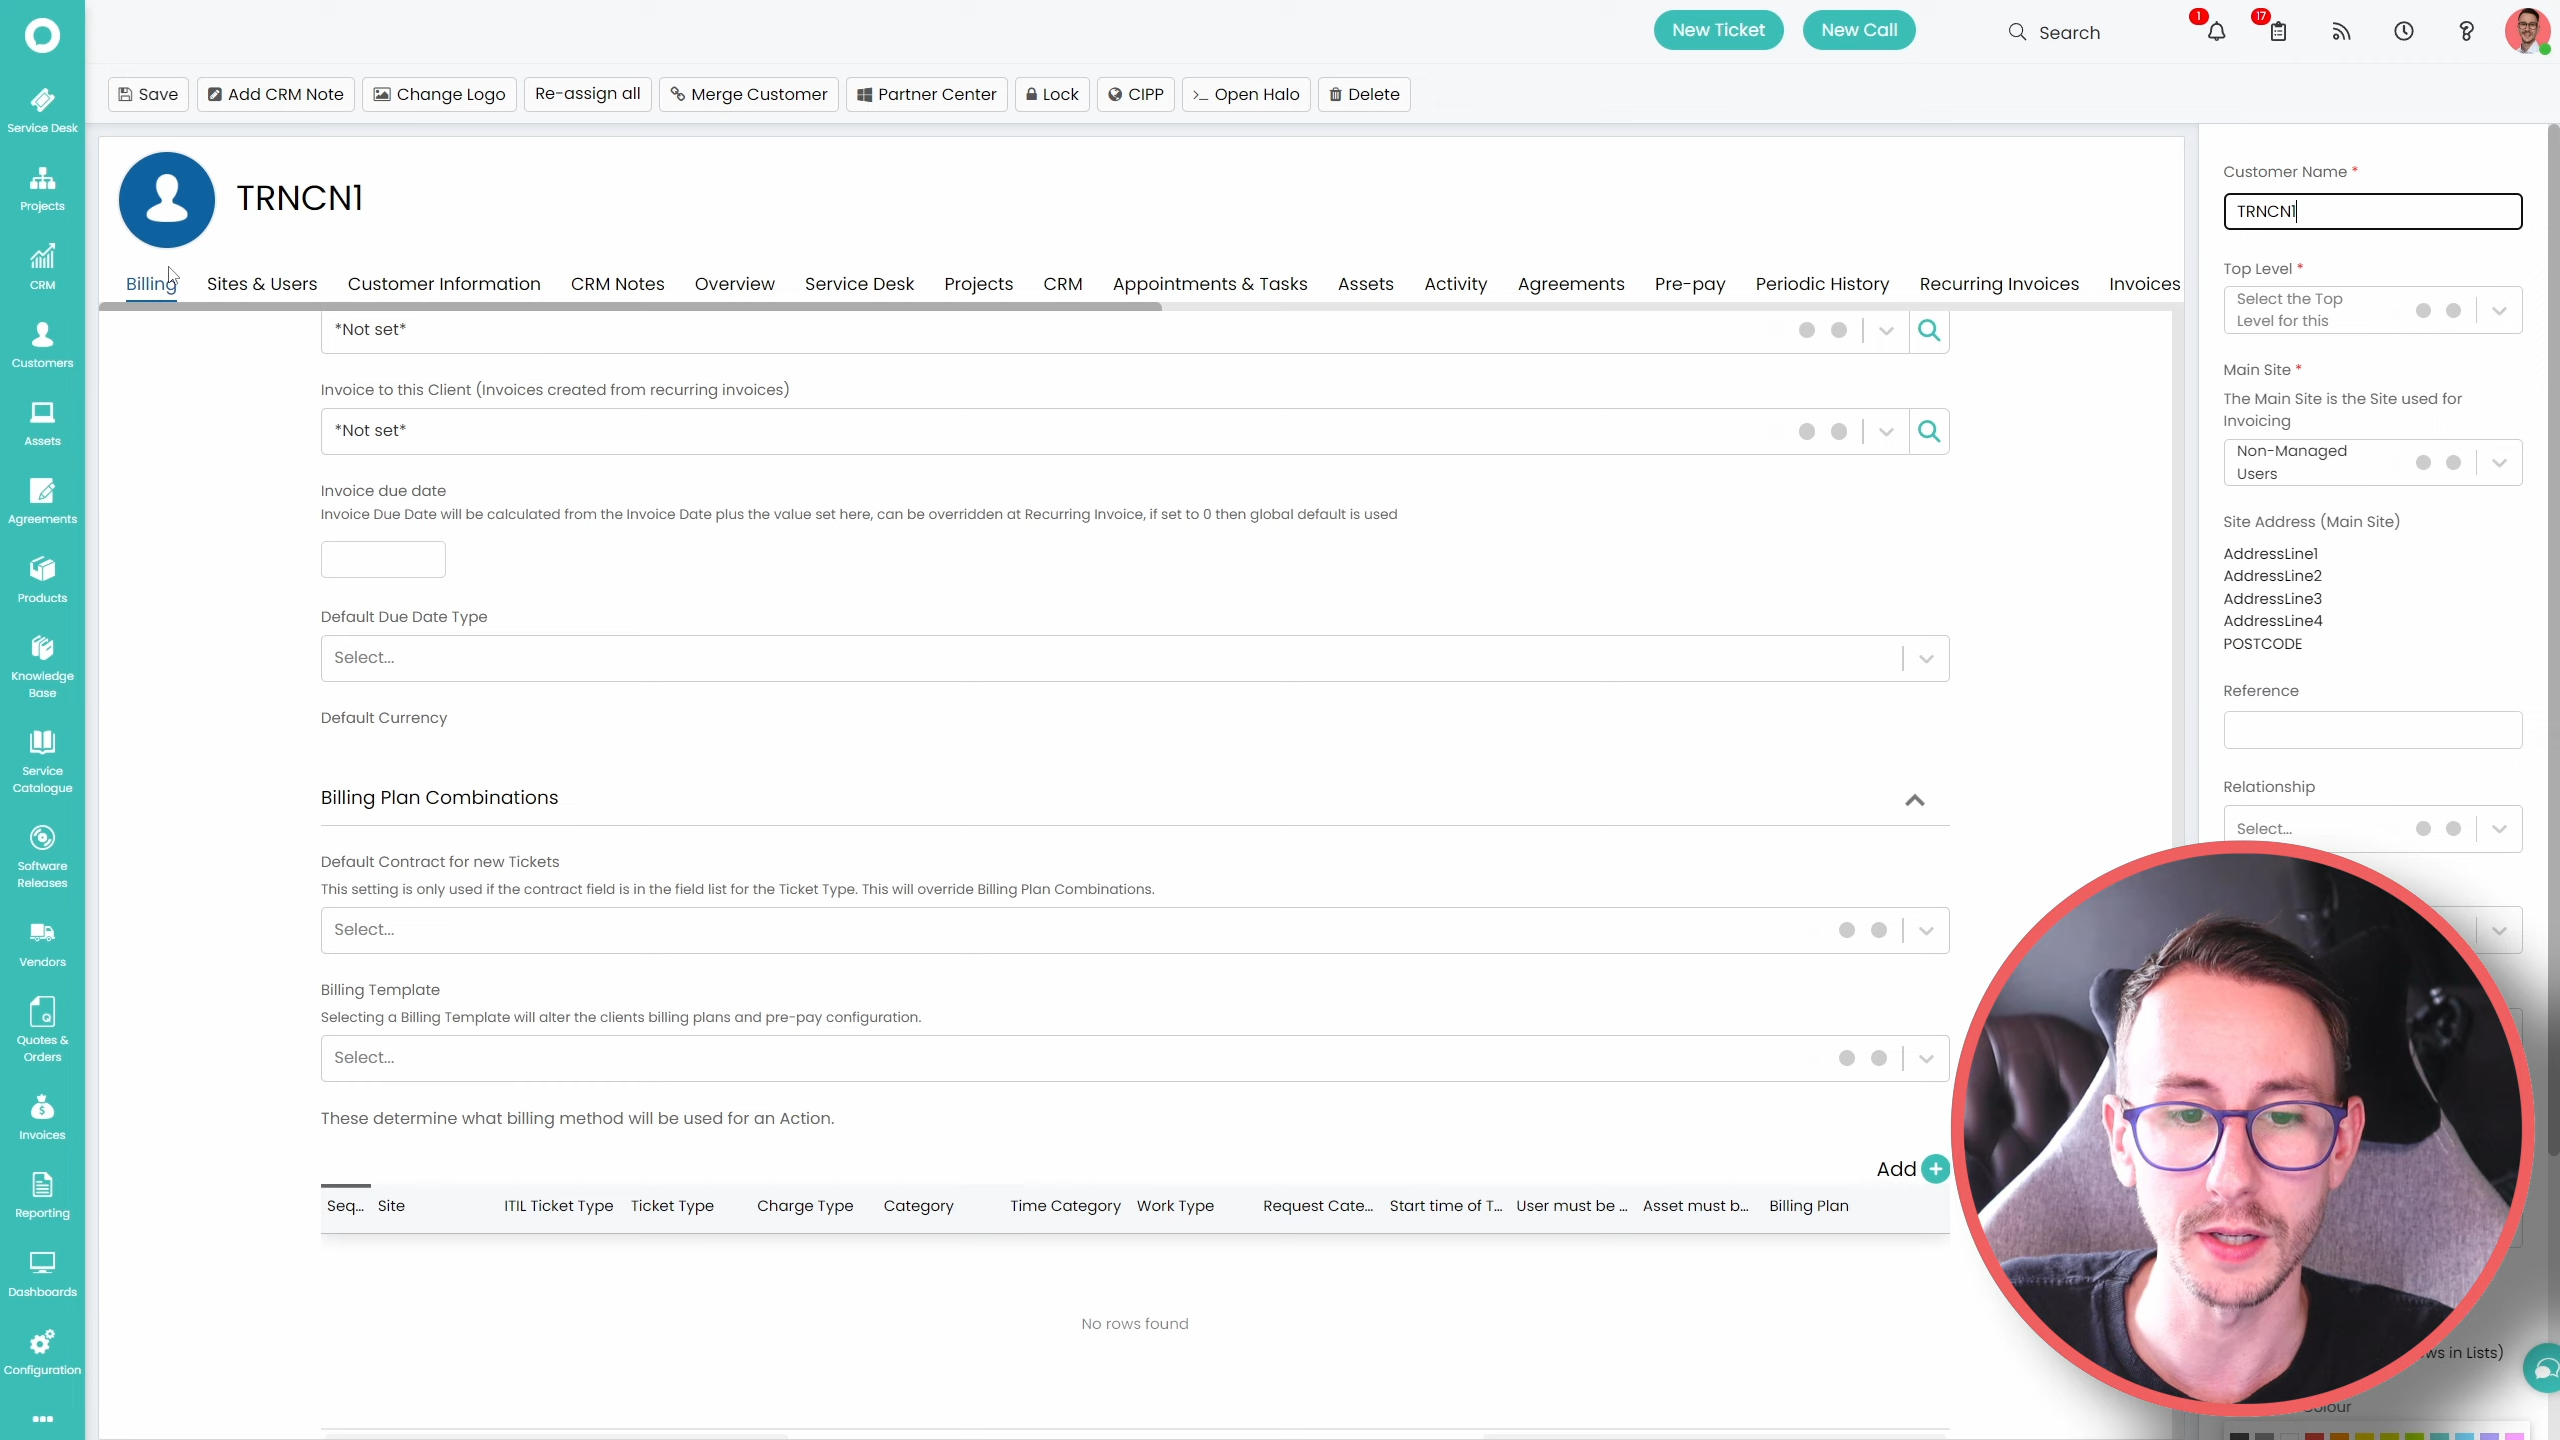 New Ticket
New Call
Search
1
17
Service Desk
Projects
CRM
Customers
Assets
Agreements
Products
Knowledge
Base
Service
Catalogue
Software
Releases
Vendors
Quotes &
Orders
Invoices
Reporting
Dashboards
Configuration
Save
Add CRM Note
Change Logo
Re-assign all
Merge Customer
Partner Center
Lock
CIPP
Open Halo
Delete
TRNCN1
Billing
Sites & Users
Customer Information
CRM Notes
Overview
Service Desk
Projects
CRM
Appointments & Tasks
Assets
Activity
Agreements
Pre-pay
Periodic History
Recurring Invoices
Invoices
*Not set*
Invoice to this Client (Invoices created from recurring invoices)
*Not set*
Invoice due date
Invoice Due Date will be calculated from the Invoice Date plus the value set here, can be overridden at Recurring Invoice, if set to 0 then global default is used
Default Due Date Type
Select...
Default Currency
Billing Plan Combinations
Default Contract for new Tickets
This setting is only used if the contract field is in the field list for the Ticket Type. This will override Billing Plan Combinations.
Select...
Billing Template
Selecting a Billing Template will alter the clients billing plans and pre-pay configuration.
Select...
These determine what billing method will be used for an Action.
Add
Seq...
Site
ITIL Ticket Type
Ticket Type
Charge Type
Category
Time Category
Work Type
Request Cate...
Start time of T...
User must be ...
Asset must b...
Billing Plan
No rows found
Customer Name *
TRNCN1
Top Level *
Select the Top
Level for this
Main Site *
The Main Site is the Site used for
Invoicing
Non-Managed
Users
Site Address (Main Site)
AddressLine1
AddressLine2
AddressLine3
AddressLine4
POSTCODE
Reference
Relationship
Select...
ws in Lists)
olour